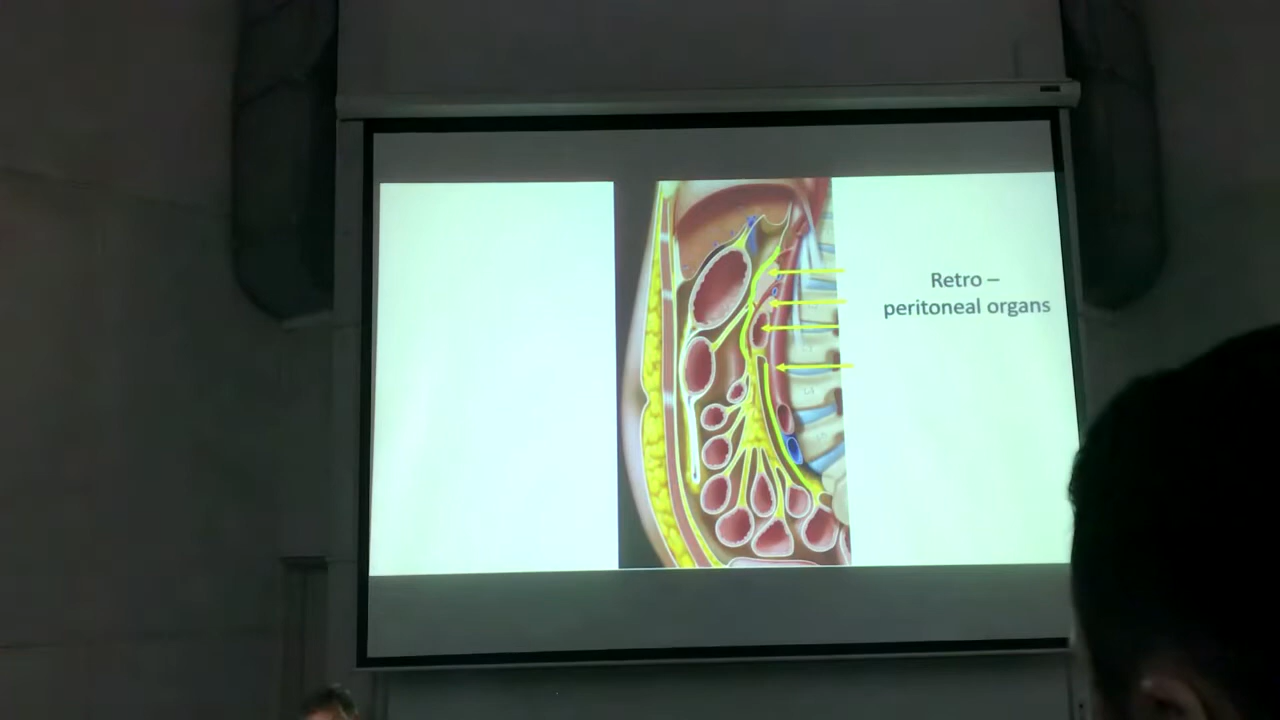 Retro –
peritoneal organs